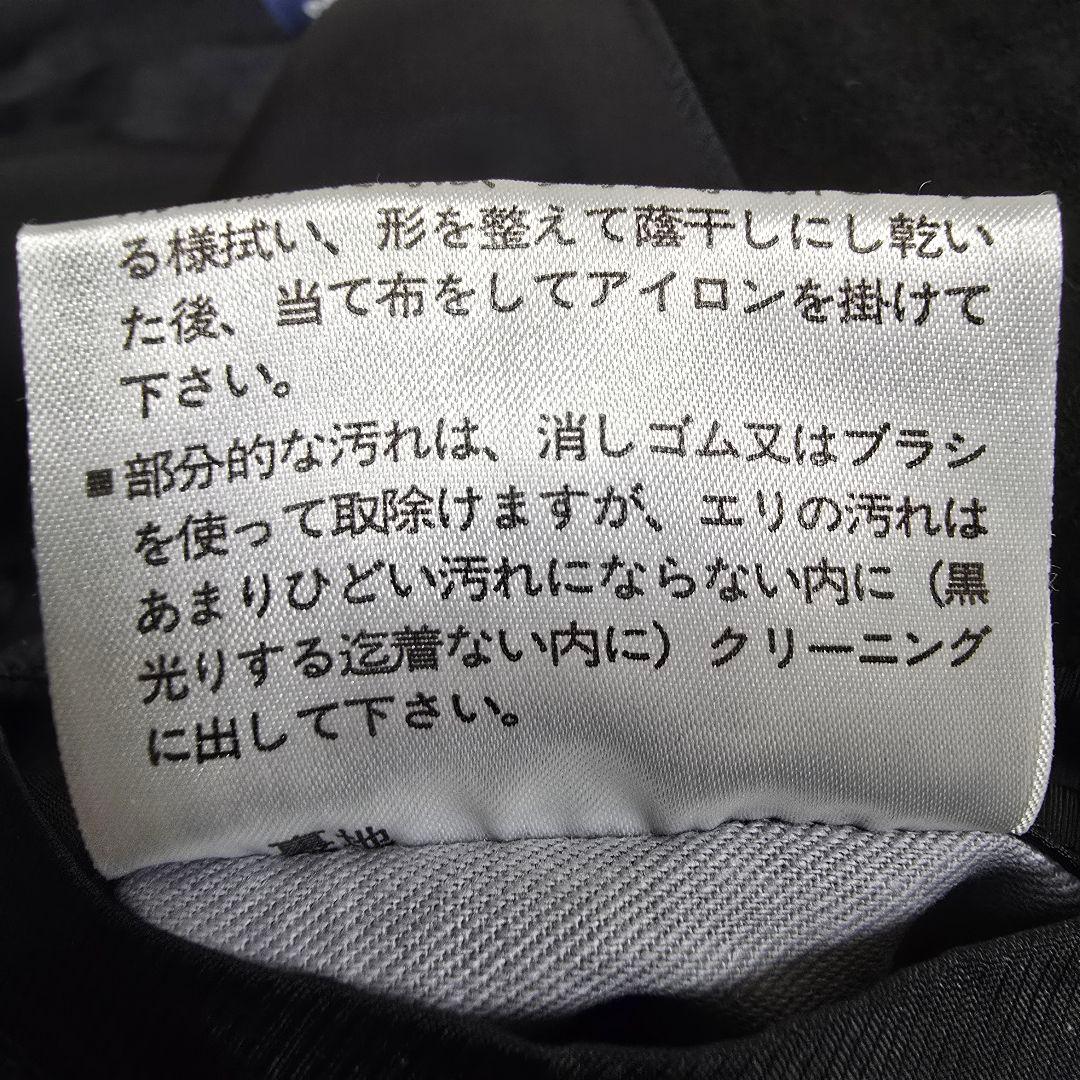 る様拭い、形を整えて蔭干しにし乾い
た後、当て布をしてアイロンを掛けて
下さい。
■部分的な汚れは、消しゴム又はブラシ
を使って取除けますが、エリの汚れは
あまりひどい汚れにならない内に（黒
光りする迄着ない内に）クリーニング
に出して下さい。